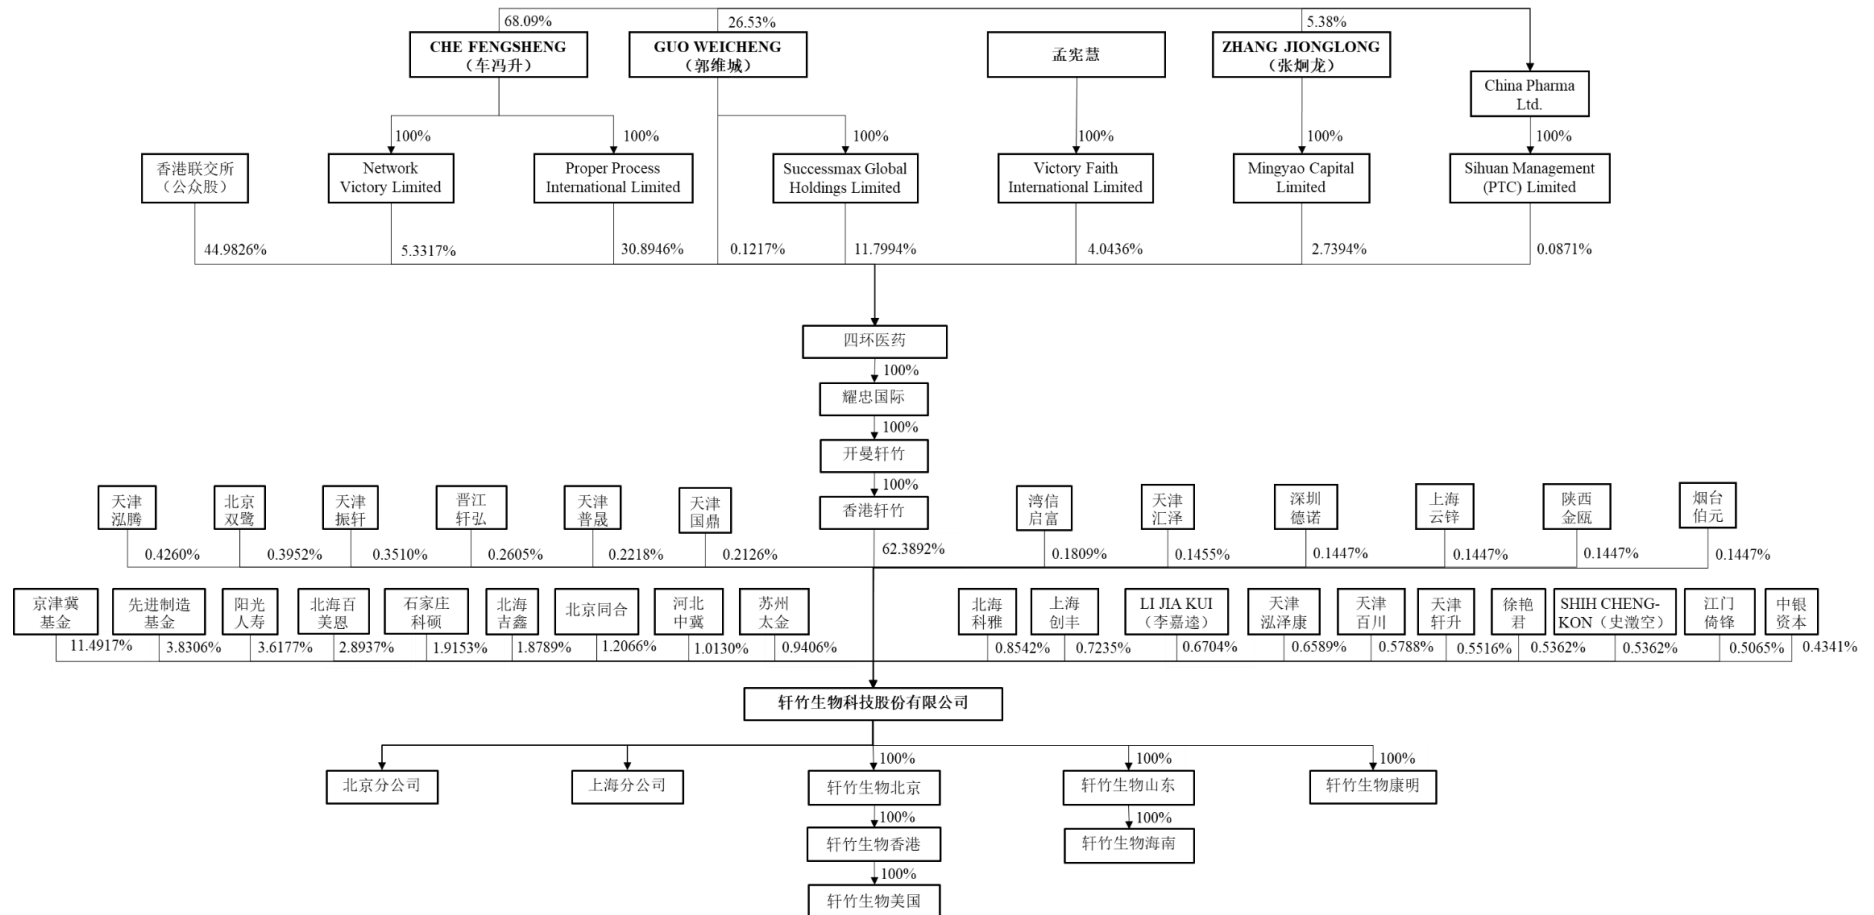 68.09%
26.53%
5.38%
CHE FENGSHENG
（车冯升）
GUO WEICHENG
（郭维城）
孟宪慧
ZHANG JIONGLONG
（张炯龙）
China Pharma
Ltd.
100%
100%
100%
100%
100%
100%
香港联交所
（公众股）
Network
Victory Limited
Proper Process
International Limited
Successmax Global
Holdings Limited
Victory Faith
International Limited
Mingyao Capital
Limited
Sihuan Management
(PTC) Limited
44.9826%
5.3317%
30.8946%
0.1217%
11.7994%
4.0436%
2.7394%
0.0871%
四环医药
100%
耀忠国际
100%
开曼轩竹
100%
天津
泓腾
北京
双鹭
天津
振轩
晋江
轩弘
天津
普晟
天津
国鼎
香港轩竹
湾信
启富
天津
汇泽
深圳
德诺
上海
云锌
陕西
金瓯
烟台
伯元
0.4260%
0.3952%
0.3510%
0.2605%
0.2218%
0.2126%
62.3892%
0.1809%
0.1455%
0.1447%
0.1447%
0.1447%
0.1447%
京津冀
基金
先进制造
基金
阳光
人寿
北海百
美恩
石家庄
科硕
北海
吉鑫
北京同合
河北
中冀
苏州
太金
北海
科雅
上海
创丰
LI JIA KUI
（李嘉逵）
天津
泓泽康
天津
百川
天津
轩升
徐艳
君
SHIH CHENG-
KON（史澂空）
江门
倚锋
中银
资本
11.4917%
3.8306%
3.6177%
2.8937%
1.9153%
1.8789%
1.2066%
1.0130%
0.9406%
0.8542%
0.7235%
0.6704%
0.6589%
0.5788%
0.5516%
0.5362%
0.5362%
0.5065%
0.4341%
轩竹生物科技股份有限公司
100%
100%
100%
北京分公司
上海分公司
轩竹生物北京
轩竹生物山东
轩竹生物康明
100%
100%
轩竹生物香港
轩竹生物海南
100%
轩竹生物美国